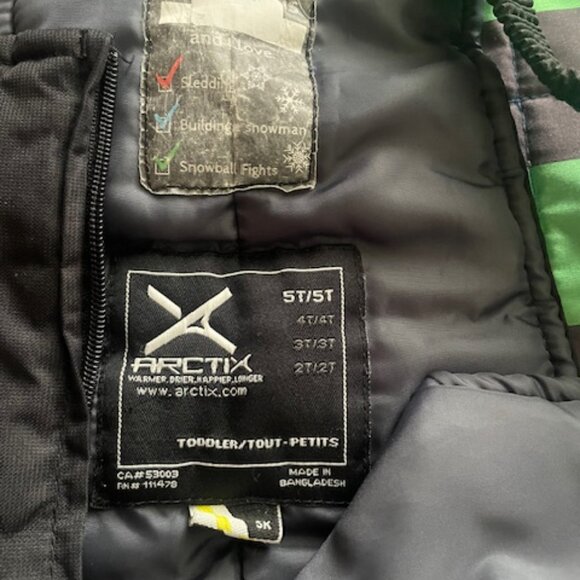 and I love
Sledding
Building a snowman
Snowball Fights
5T/5T
4T/4T
3T/3T
2T/2T
ARCTIX
WARMER.DRIER.HAPPIER.LONGER
www.arctix.com
TODDLER/TOUT-PETITS
CA# 53003
RN# 111478
MADE IN
BANGLADESH
5K